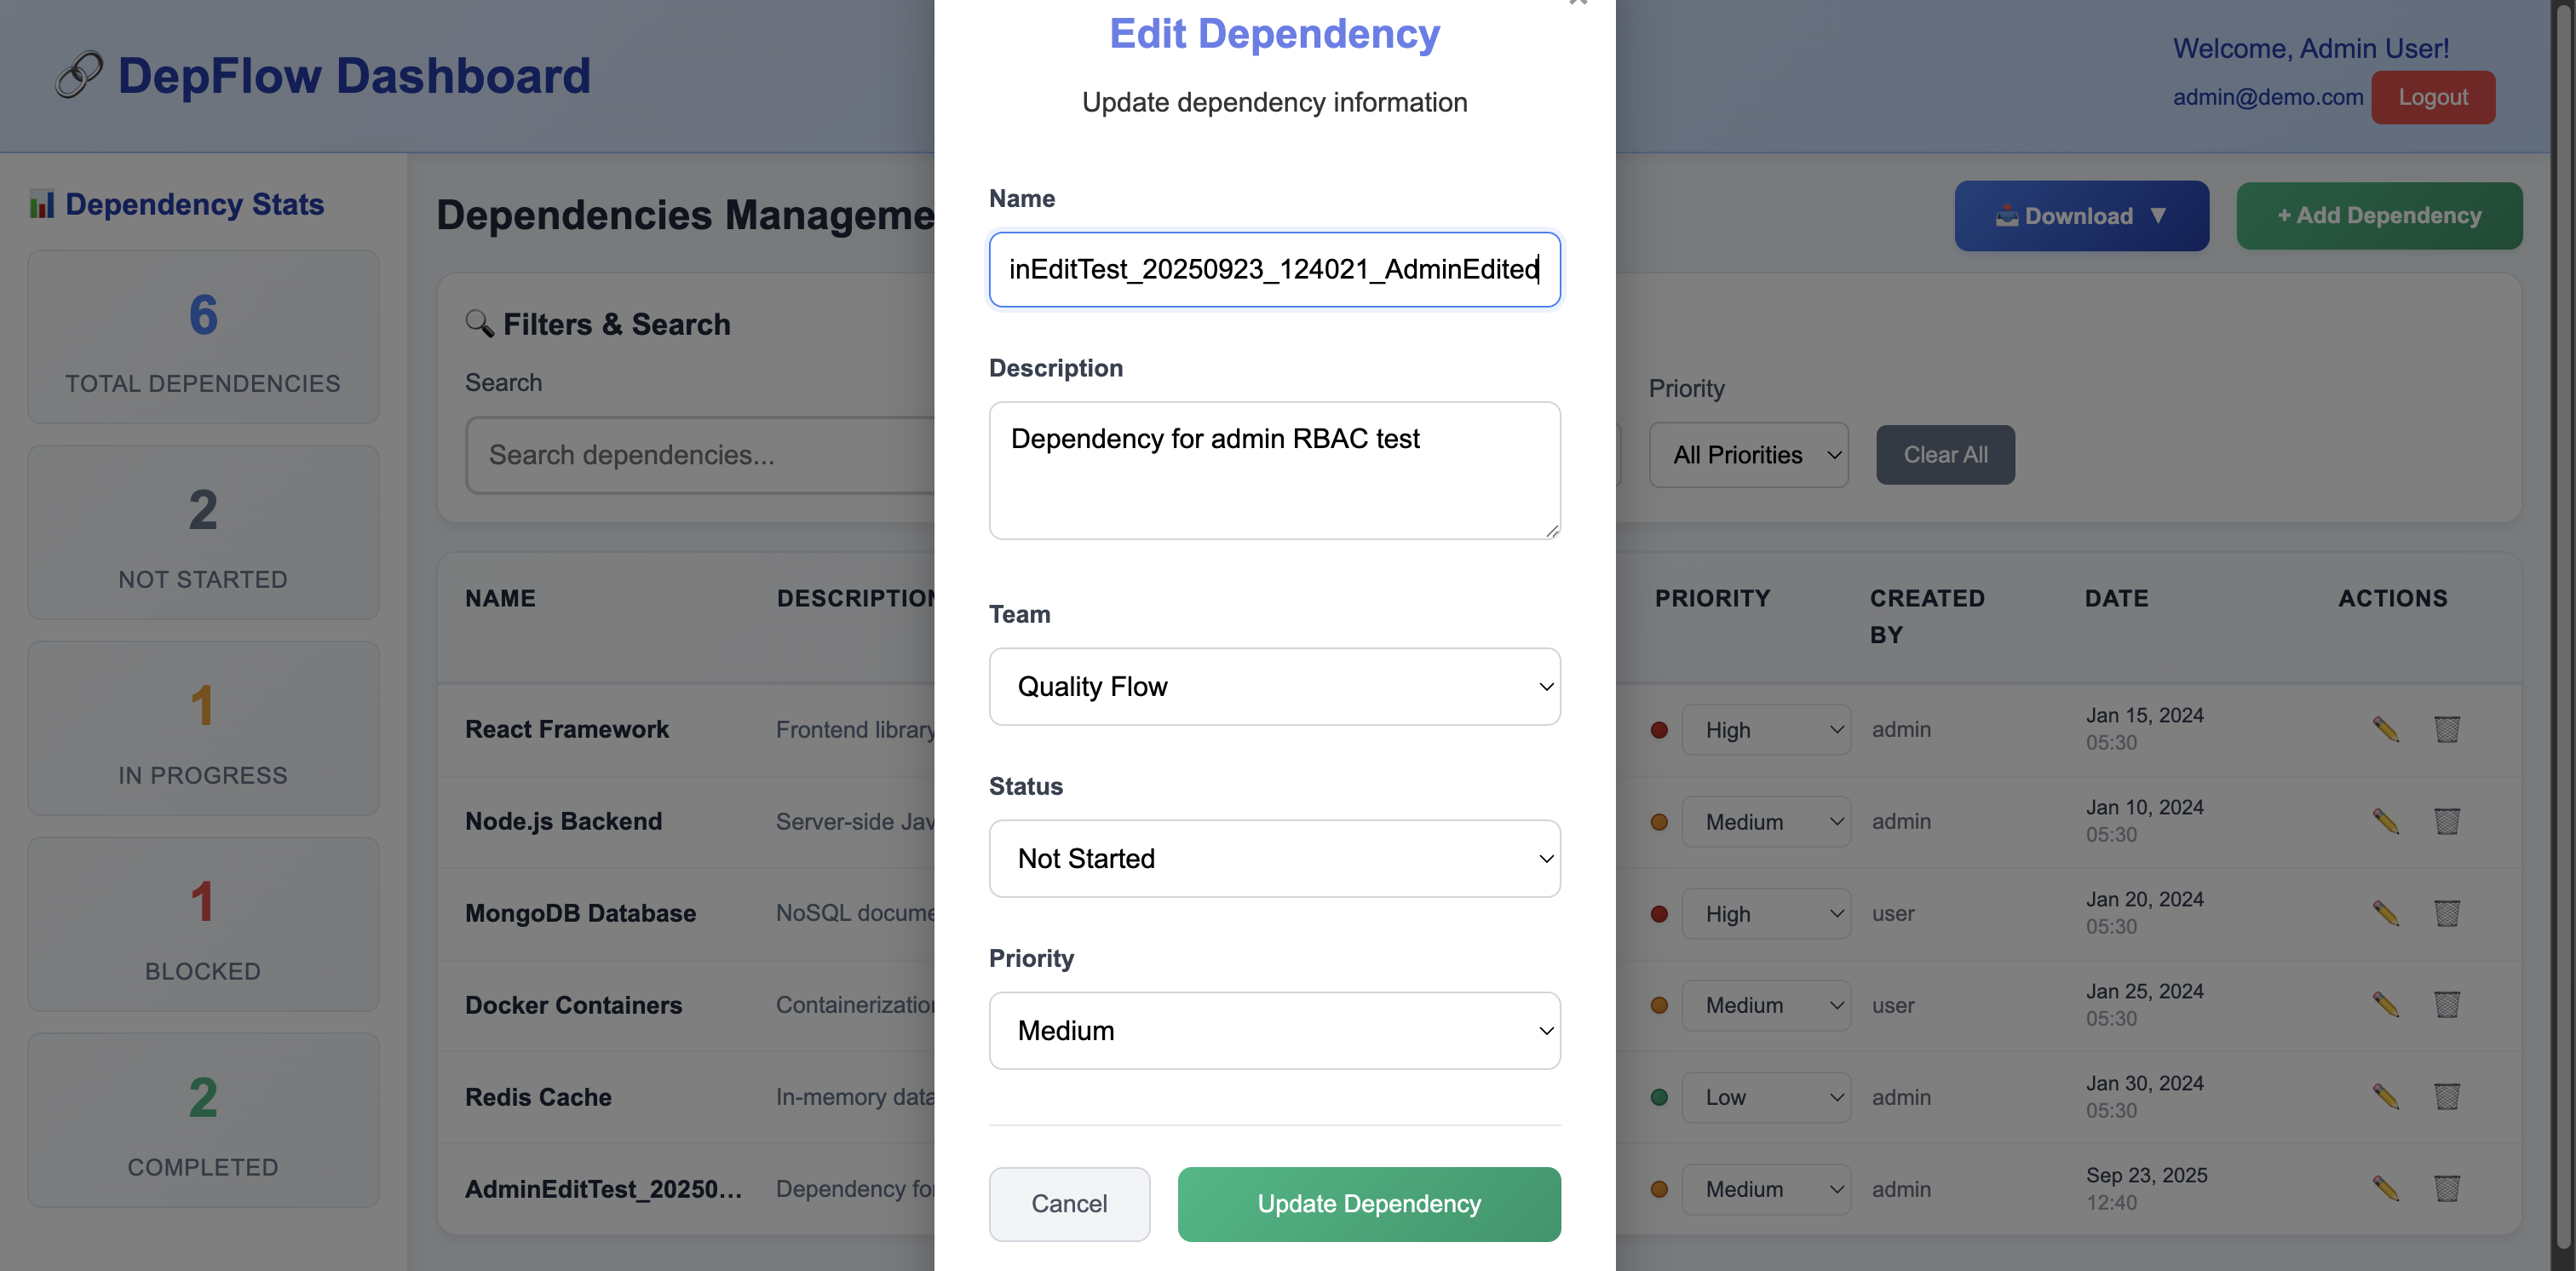 DepFlow Dashboard
Welcome, Admin User!
admin@demo.com
Logout
Dependency Stats
6
TOTAL DEPENDENCIES
2
NOT STARTED
1
IN PROGRESS
1
BLOCKED
2
COMPLETED
Dependencies Manageme
Download ▼
+ Add Dependency
Filters & Search
Search
Search dependencies...
Priority
All Priorities
Clear All
NAME
DESCRIPTION
PRIORITY
CREATED
BY
DATE
ACTIONS
React Framework
Frontend library
High
admin
Jan 15, 2024
05:30
Node.js Backend
Server-side Jav
Medium
admin
Jan 10, 2024
05:30
MongoDB Database
NoSQL docume
High
user
Jan 20, 2024
05:30
Docker Containers
Containerization
Medium
user
Jan 25, 2024
05:30
Redis Cache
In-memory data
Low
admin
Jan 30, 2024
05:30
AdminEditTest_20250...
Dependency fo
Medium
admin
Sep 23, 2025
12:40
Edit Dependency
Update dependency information
Name
inEditTest_20250923_124021_AdminEdited
Description
Dependency for admin RBAC test
Team
Quality Flow
Status
Not Started
Priority
Medium
Cancel
Update Dependency